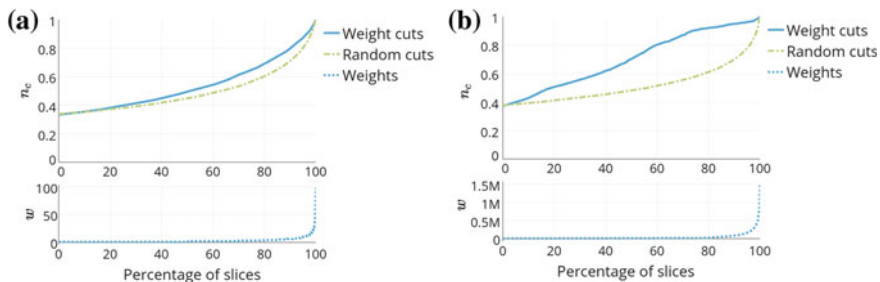 (a)
1
0.8
0.6
0.4
0.2
0
n_c
0 20 40 60 80 100
Weight cuts
Random cuts
Weights
100
50
0
w
0 20 40 60 80 100
Percentage of slices
(b)
1
0.8
0.6
0.4
0.2
0
n_c
0 20 40 60 80 100
Weight cuts
Random cuts
Weights
1.5M
1M
0.5M
0
w
0 20 40 60 80 100
Percentage of slices